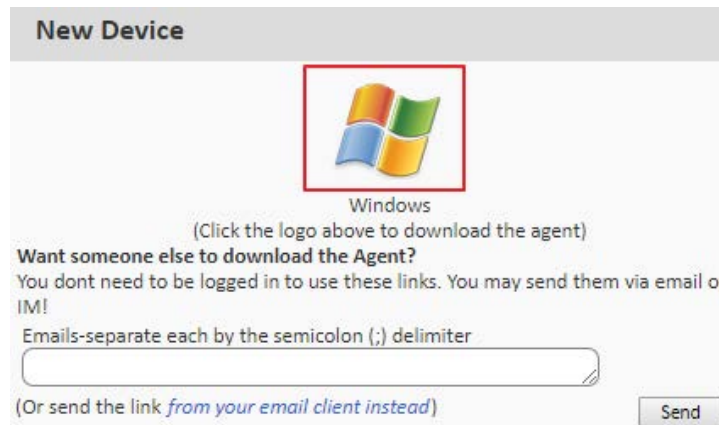 New Device
Windows
(Click the logo above to download the agent)
Want someone else to download the Agent?
You dont need to be logged in to use these links. You may send them via email o
IM!
Emails-separate each by the semicolon (;) delimiter
(Or send the link from your email client instead)
Send